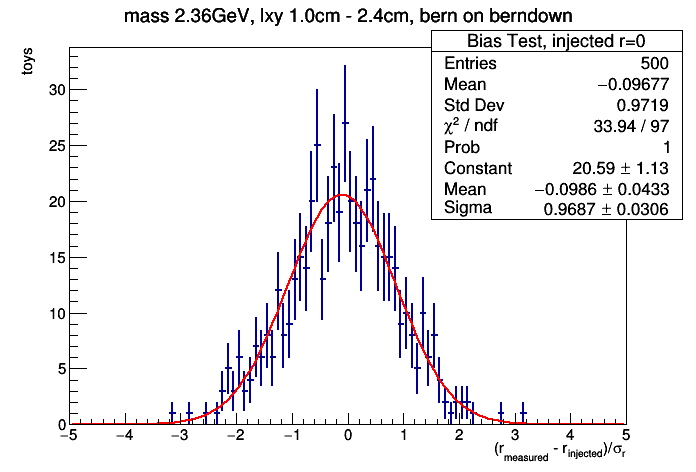 mass 2.36GeV, lxy 1.0cm - 2.4cm, bern on berndown
Bias Test, injected r=0
Entries 500
Mean −0.09677
Std Dev 0.9719
χ² / ndf 33.94 / 97
Prob 1
Constant 20.59 ± 1.13
Mean −0.0986 ± 0.0433
Sigma 0.9687 ± 0.0306
toys
30
25
20
15
10
5
0
−5 −4 −3 −2 −1 0 1 2 3 4 5
(r_measured - r_injected)/σ_r